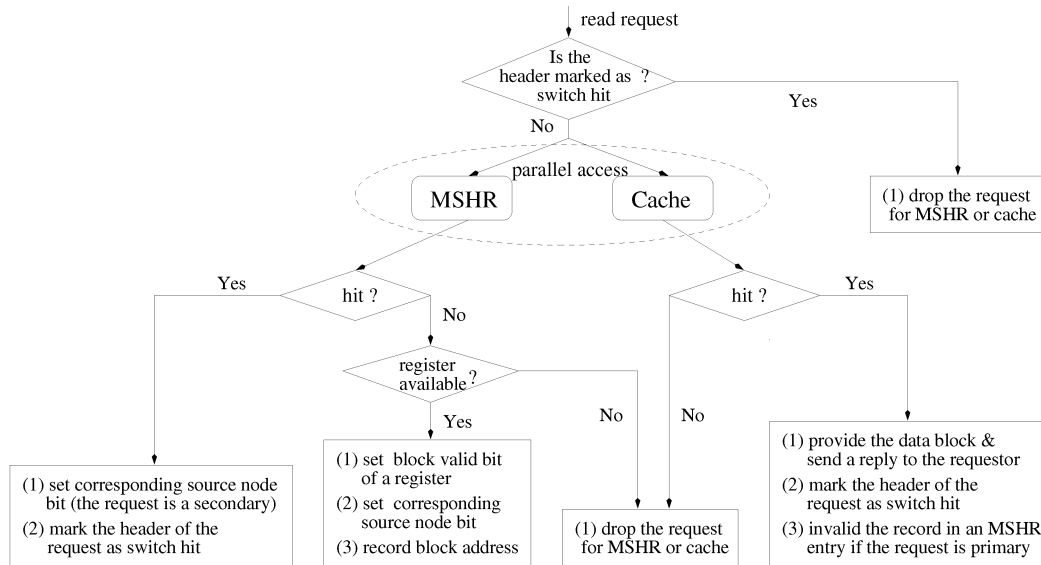 read request
Is the
header marked as ?
switch hit
Yes
No
parallel access
MSHR
Cache
(1) drop the request
for MSHR or cache
Yes
hit ?
No
hit ?
Yes
register
available ?
No
No
Yes
(1) set corresponding source node
bit (the request is a secondary)
(2) mark the header of the
request as switch hit
(1) set block valid bit
of a register
(2) set corresponding
source node bit
(3) record block address
(1) drop the request
for MSHR or cache
(1) provide the data block &
send a reply to the requestor
(2) mark the header of the
request as switch hit
(3) invalid the record in an MSHR
entry if the request is primary